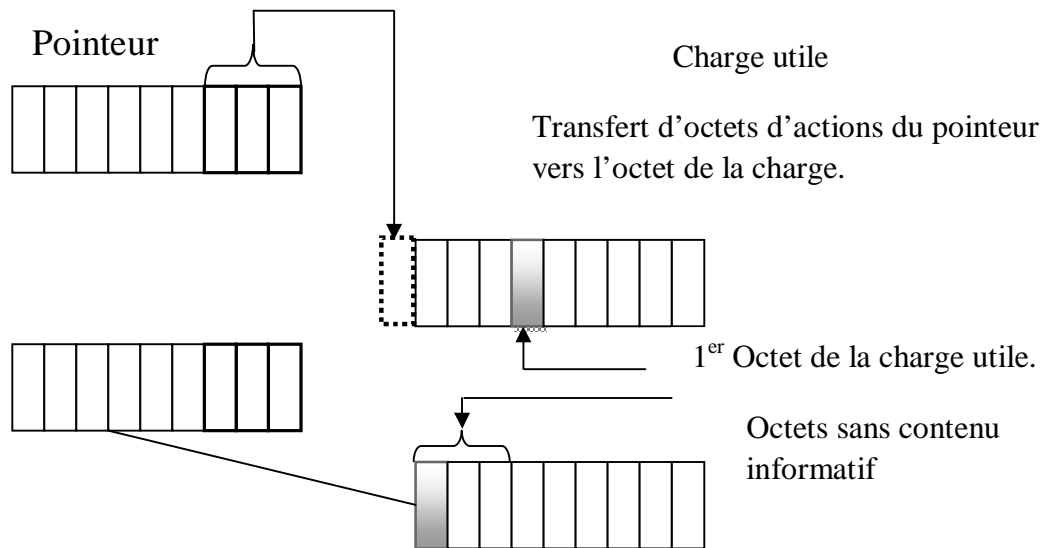 Pointeur
Charge utile
Transfert d’octets d’actions du pointeur
vers l’octet de la charge.
1er Octet de la charge utile.
Octets sans contenu
informatif